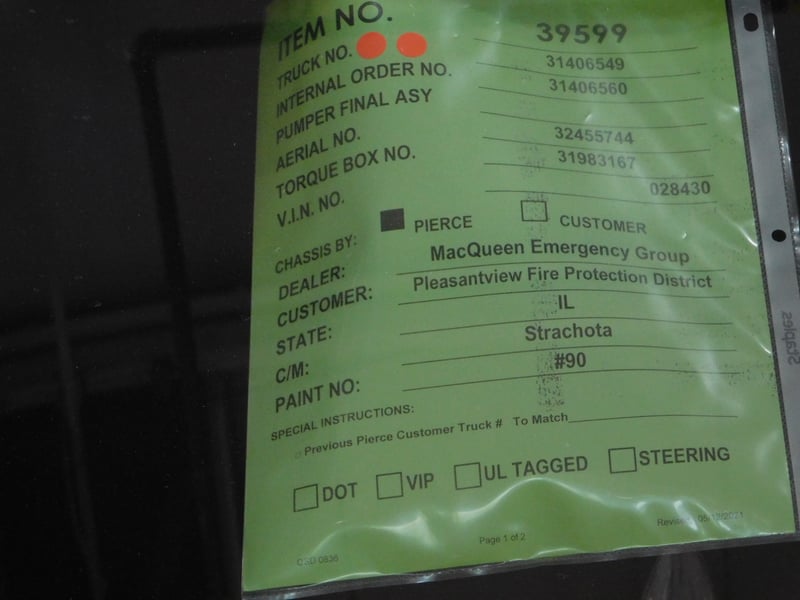 ITEM NO. 39599
TRUCK NO. 31406549
INTERNAL ORDER NO. 31406560
PUMPER FINAL ASY
AERIAL NO. 32455744
TORQUE BOX NO. 31983167
V.I.N. NO. 028430
CHASSIS BY: PIERCE CUSTOMER
DEALER: MacQueen Emergency Group
CUSTOMER: Pleasantview Fire Protection District
STATE: IL
C/M: Strachota
PAINT NO: #90
SPECIAL INSTRUCTIONS:
Previous Pierce Customer Truck # To Match
DOT VIP UL TAGGED STEERING
Page 1 of 2
Staples